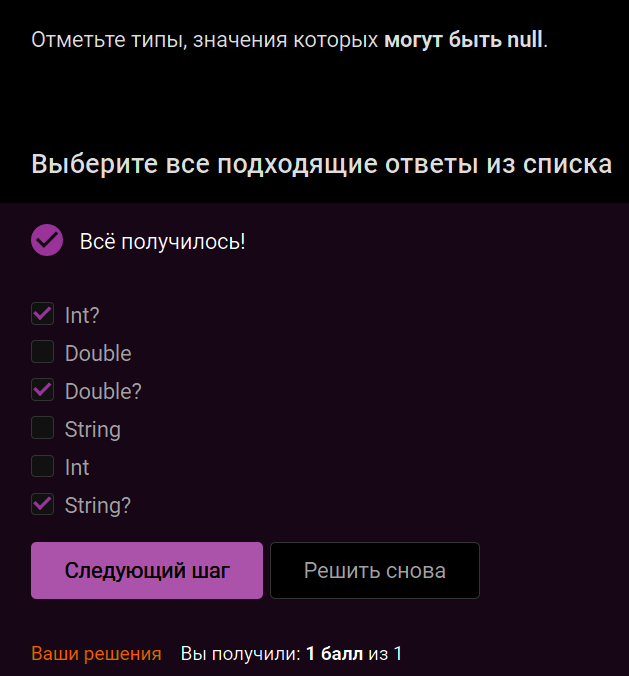 Отметьте типы, значения которых могут быть null.
Выберите все подходящие ответы из списка
Всё получилось!
Int?
Double
Double?
String
Int
String?
Следующий шаг
Решить снова
Ваши решения Вы получили: 1 балл из 1